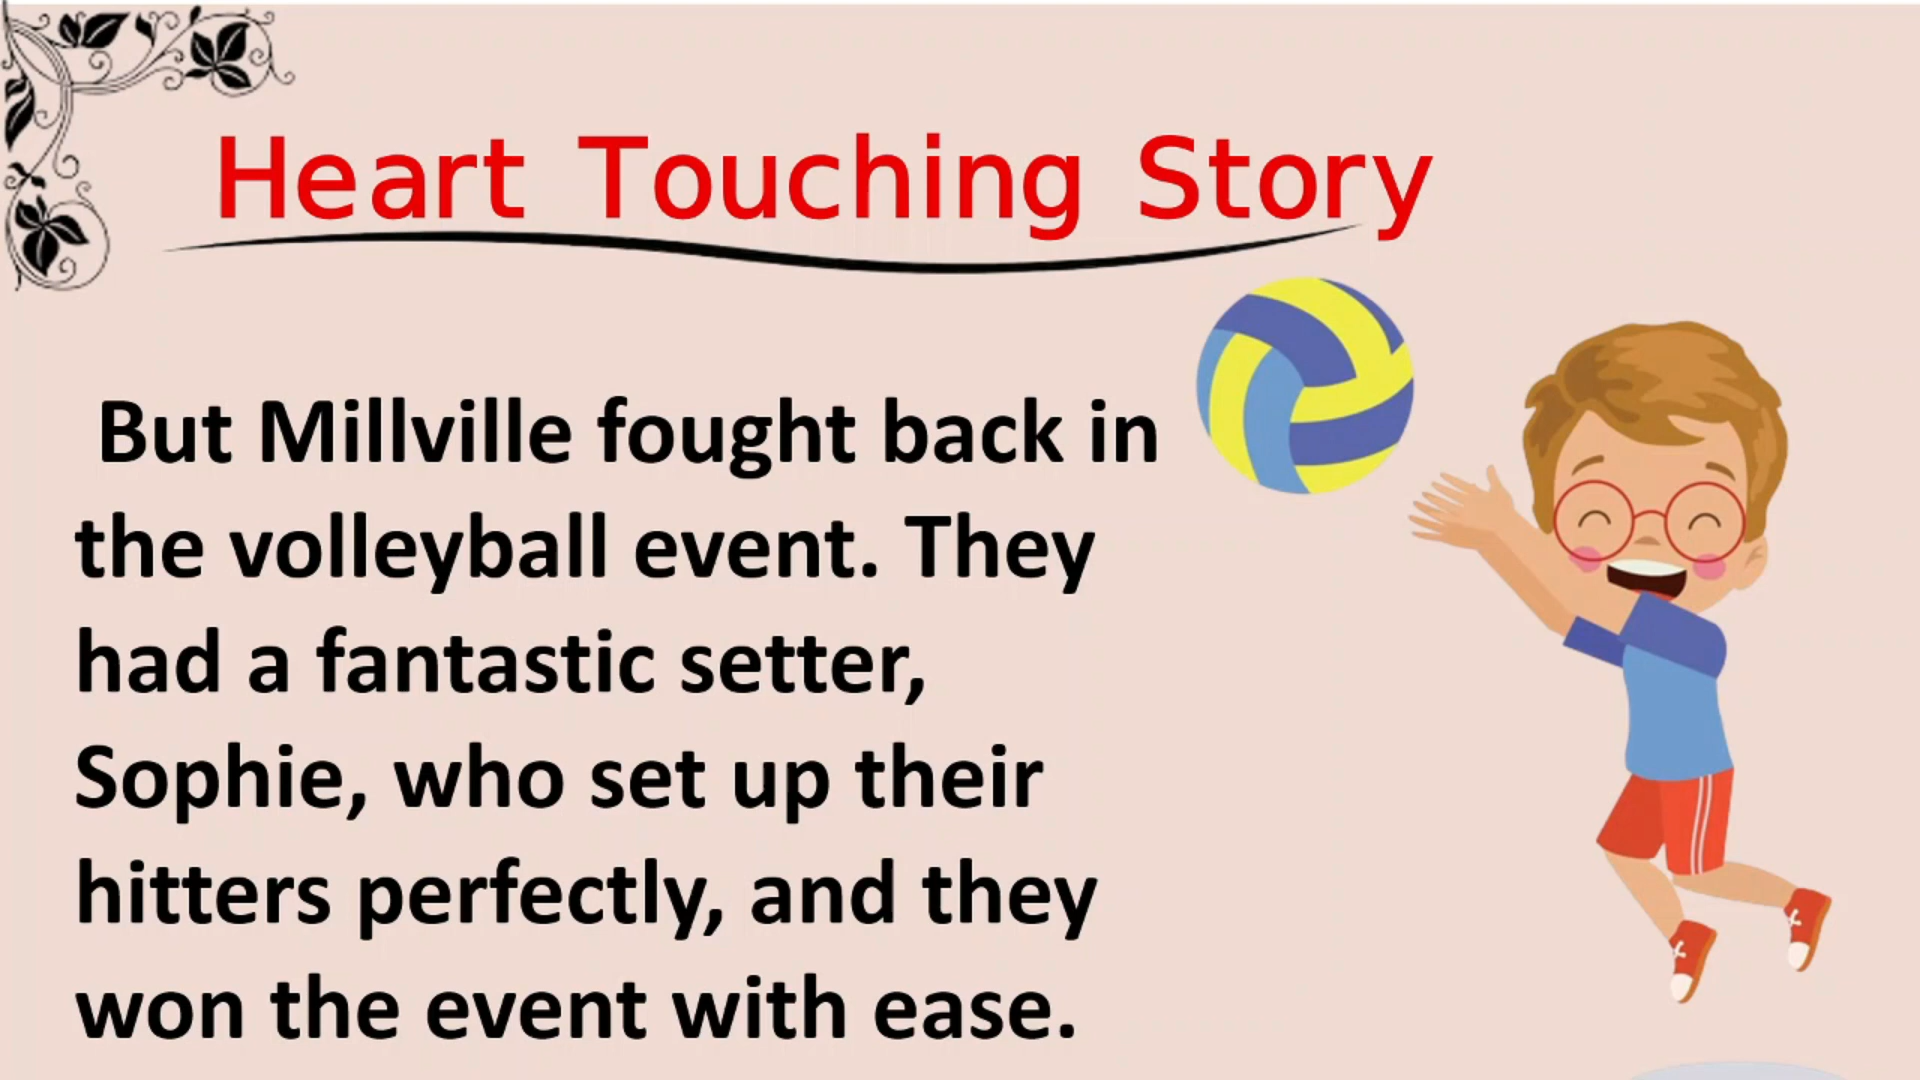 Heart Touching Story
But Millville fought back in
the volleyball event. They
had a fantastic setter,
Sophie, who set up their
hitters perfectly, and they
won the event with ease.